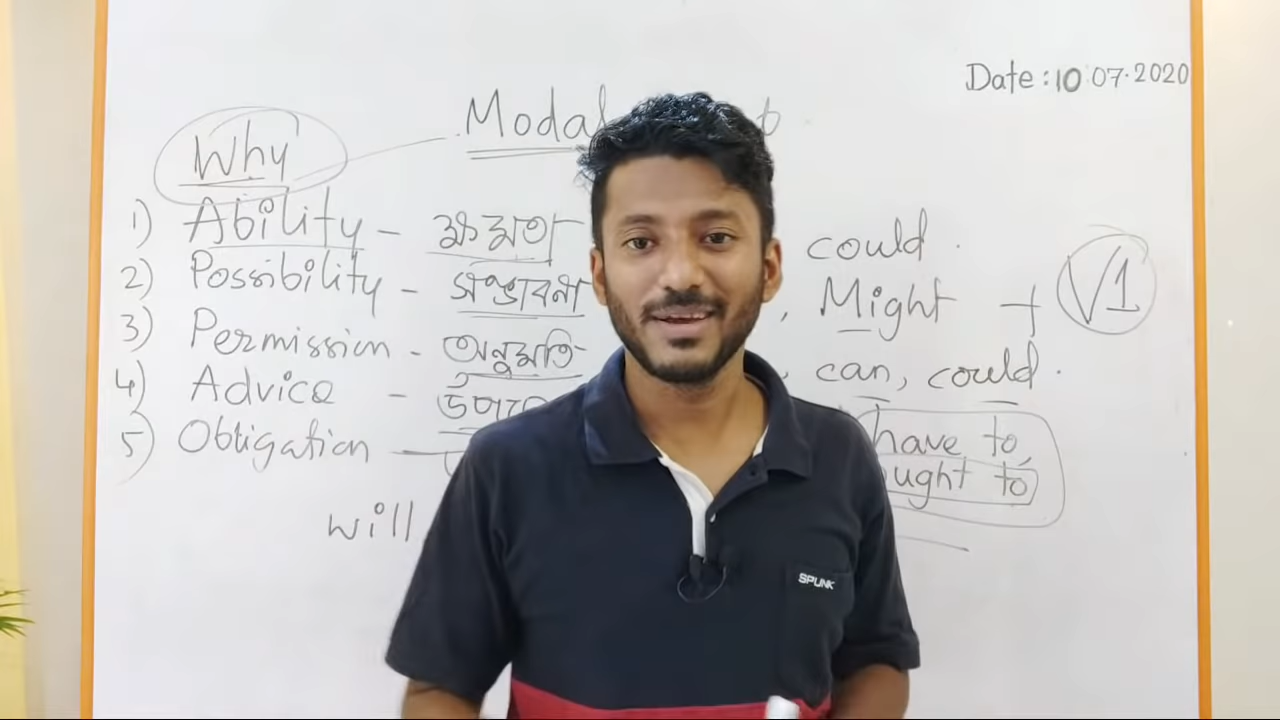 Date: 10.07.2020
Why Modal
1) Ability - ক্ষমতা could.
2) Possibility - সম্ভাবনা , Might + V1
3) Permission - অনুমতি , can, could.
4) Advice -
5) Obligation have to,
ought to
will
SPUNK